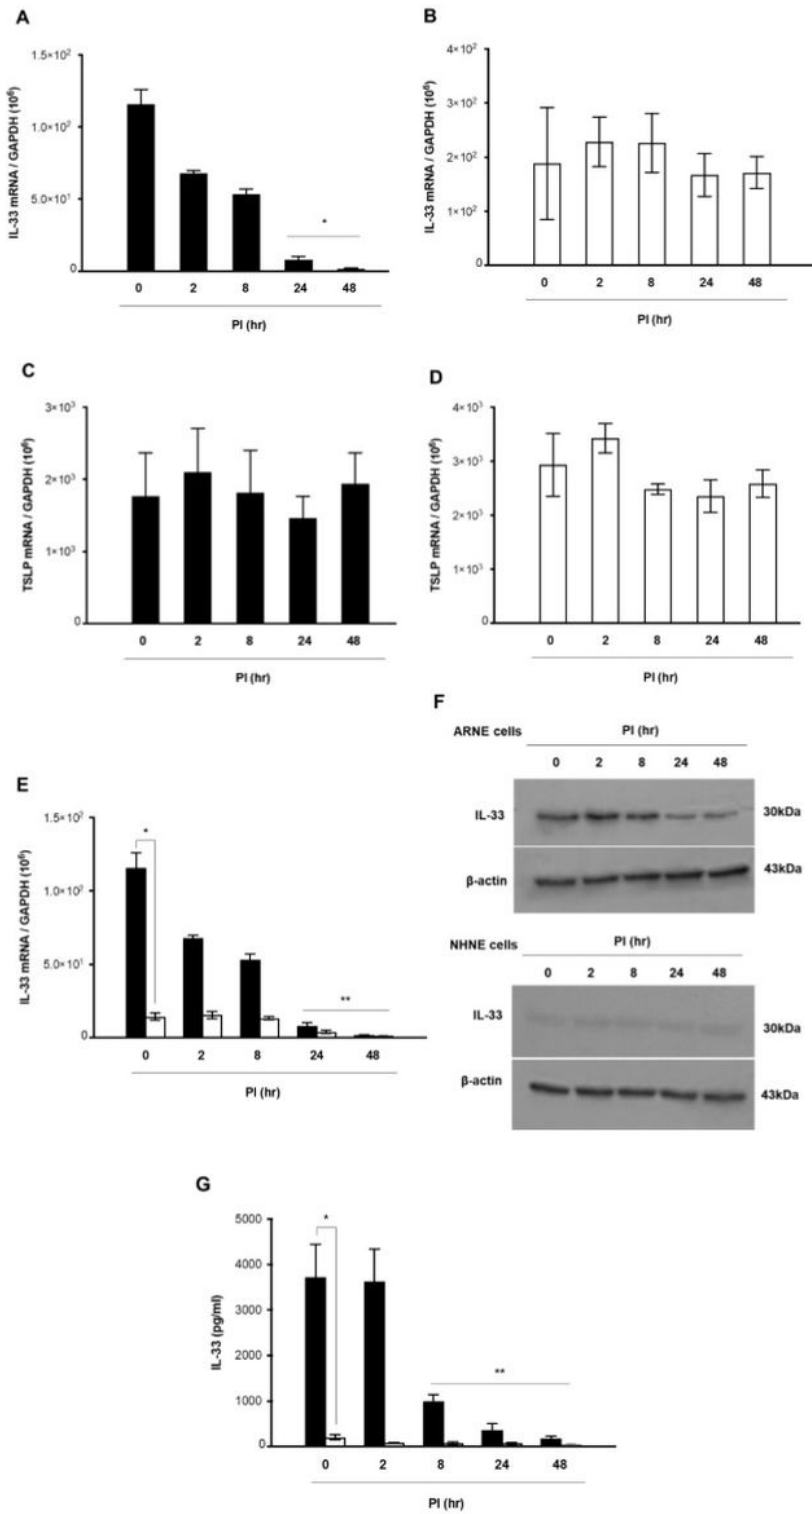 A
IL-33 mRNA / GAPDH (10⁶)
1.5×10²
1.0×10²
5.0×10¹
0
*
0 2 8 24 48
PI (hr)
B
IL-33 mRNA / GAPDH (10⁶)
4×10²
3×10²
2×10²
1×10²
0
0 2 8 24 48
PI (hr)
C
TSLP mRNA / GAPDH (10⁶)
3×10³
2×10³
1×10³
0
0 2 8 24 48
PI (hr)
D
TSLP mRNA / GAPDH (10⁶)
4×10³
3×10³
2×10³
1×10³
0
0 2 8 24 48
PI (hr)
E
IL-33 mRNA / GAPDH (10⁶)
1.5×10²
1.0×10²
5.0×10¹
0
*
**
0 2 8 24 48
PI (hr)
F
ARNE cells PI (hr)
0 2 8 24 48
IL-33 30kDa
β-actin 43kDa
NHNE cells PI (hr)
0 2 8 24 48
IL-33 30kDa
β-actin 43kDa
G
IL-33 (pg/ml)
5000
4000
3000
2000
1000
0
*
**
0 2 8 24 48
PI (hr)